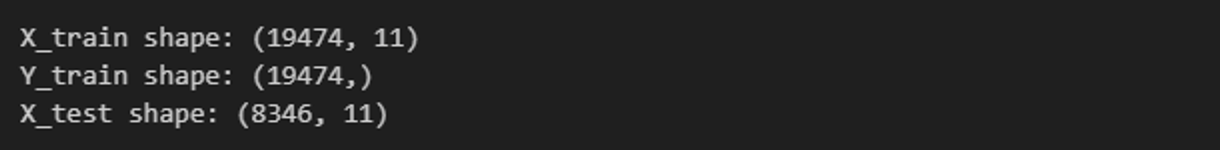 X_train shape: (19474, 11)
Y_train shape: (19474,)
X_test shape: (8346, 11)